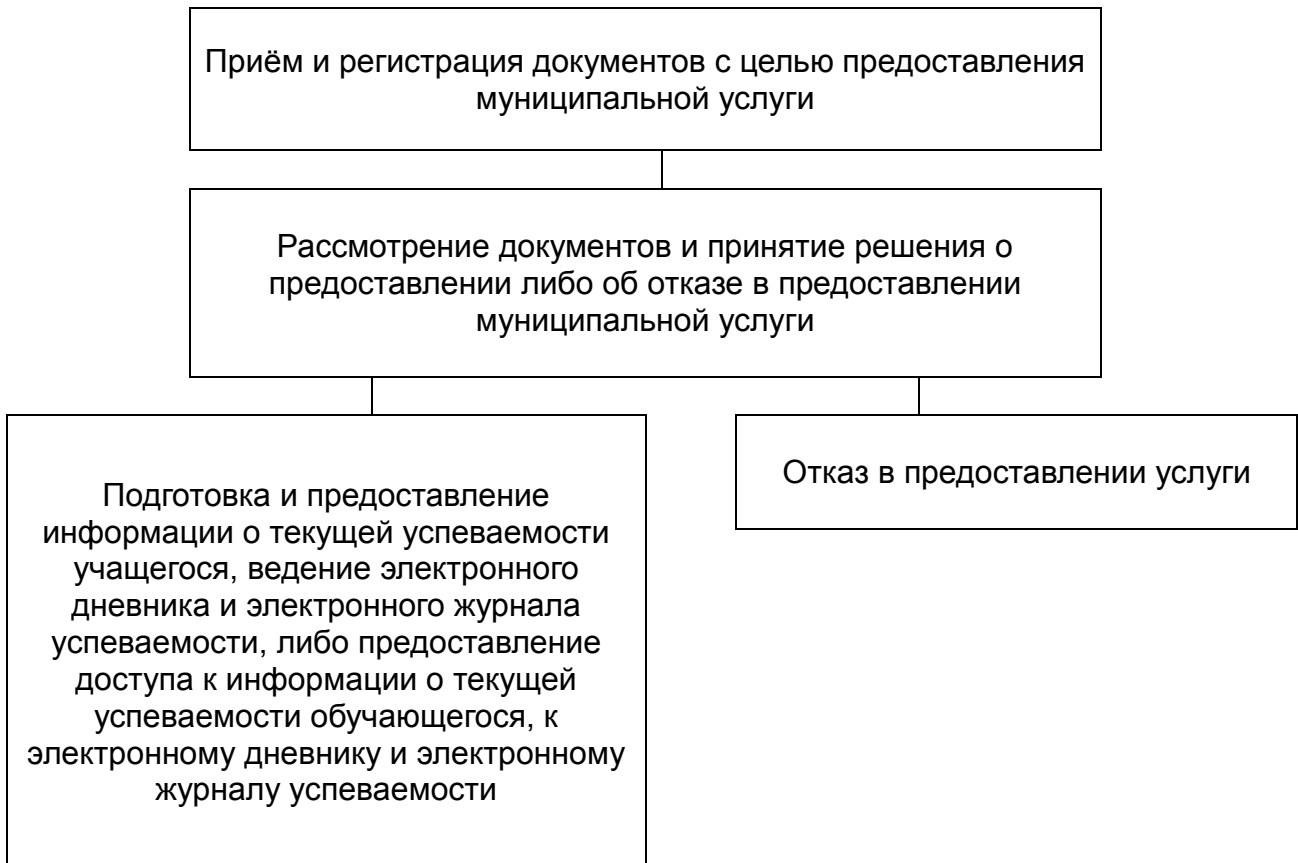 Приём и регистрация документов с целью предоставления
муниципальной услуги
Рассмотрение документов и принятие решения о
предоставлении либо об отказе в предоставлении
муниципальной услуги
Подготовка и предоставление
информации о текущей успеваемости
учащегося, ведение электронного
дневника и электронного журнала
успеваемости, либо предоставление
доступа к информации о текущей
успеваемости обучающегося, к
электронному дневнику и электронному
журналу успеваемости
Отказ в предоставлении услуги